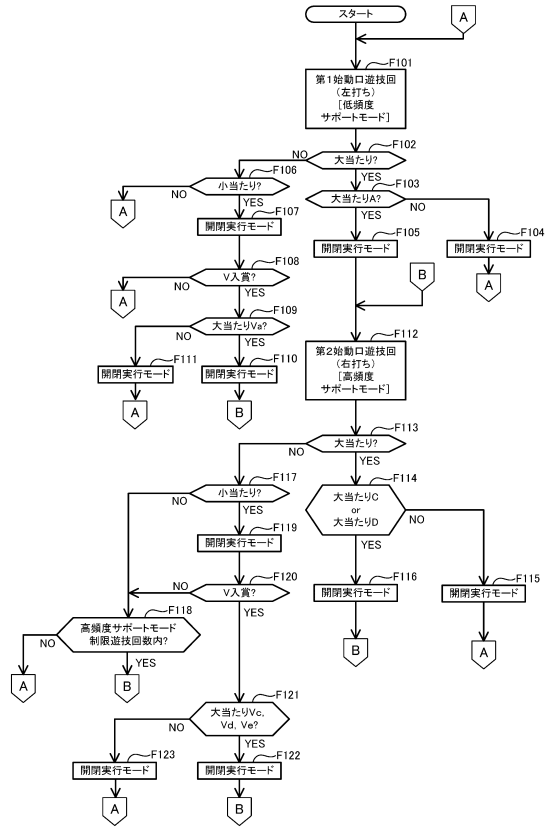 スタート
A
F101
第1始動口遊技回
(左打ち)
[低頻度
サポートモード]
F102
大当たり?
NO
YES
F106
小当たり?
NO
YES
A
F103
大当たりA?
YES
NO
F107
開閉実行モード
F105
開閉実行モード
F104
開閉実行モード
A
F108
V入賞?
NO
YES
A
B
F109
大当たりVa?
NO
YES
F111
開閉実行モード
A
F110
開閉実行モード
B
F112
第2始動口遊技回
(右打ち)
[高頻度
サポートモード]
F113
大当たり?
NO
YES
F117
小当たり?
NO
YES
F114
大当たりC
or
大当たりD
NO
YES
F119
開閉実行モード
F120
V入賞?
NO
YES
F116
開閉実行モード
B
F115
開閉実行モード
A
F118
高頻度サポートモード
制限遊技回数内?
NO
YES
A
B
F121
大当たりVc,
Vd, Ve?
NO
YES
F123
開閉実行モード
A
F122
開閉実行モード
B